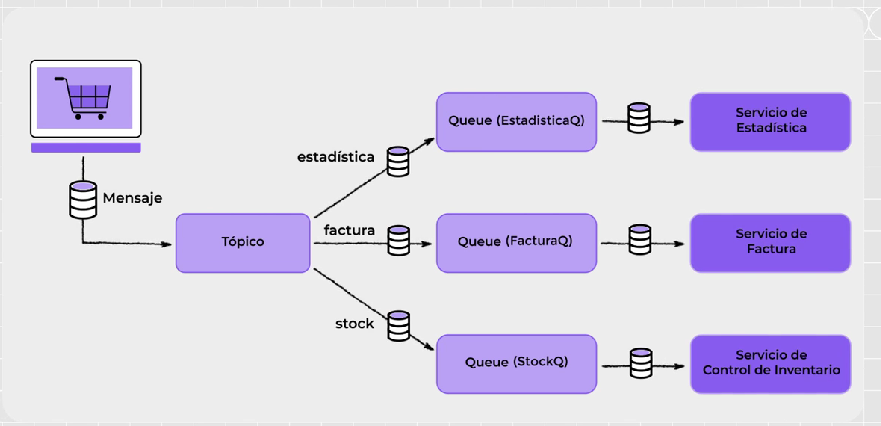 Mensaje
Tópico
estadística
factura
stock
Queue (EstadisticaQ)
Queue (FacturaQ)
Queue (StockQ)
Servicio de
Estadística
Servicio de
Factura
Servicio de
Control de Inventario